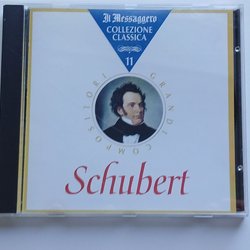 Il Messaggero
COLLEZIONE
CLASSICA
11
GRANDI COMPOSITORI
Schubert